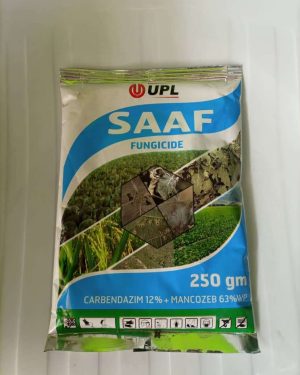 UPL
SAAF
FUNGICIDE
250 gm
CARBENDAZIM 12% + MANCOZEB 63% WP